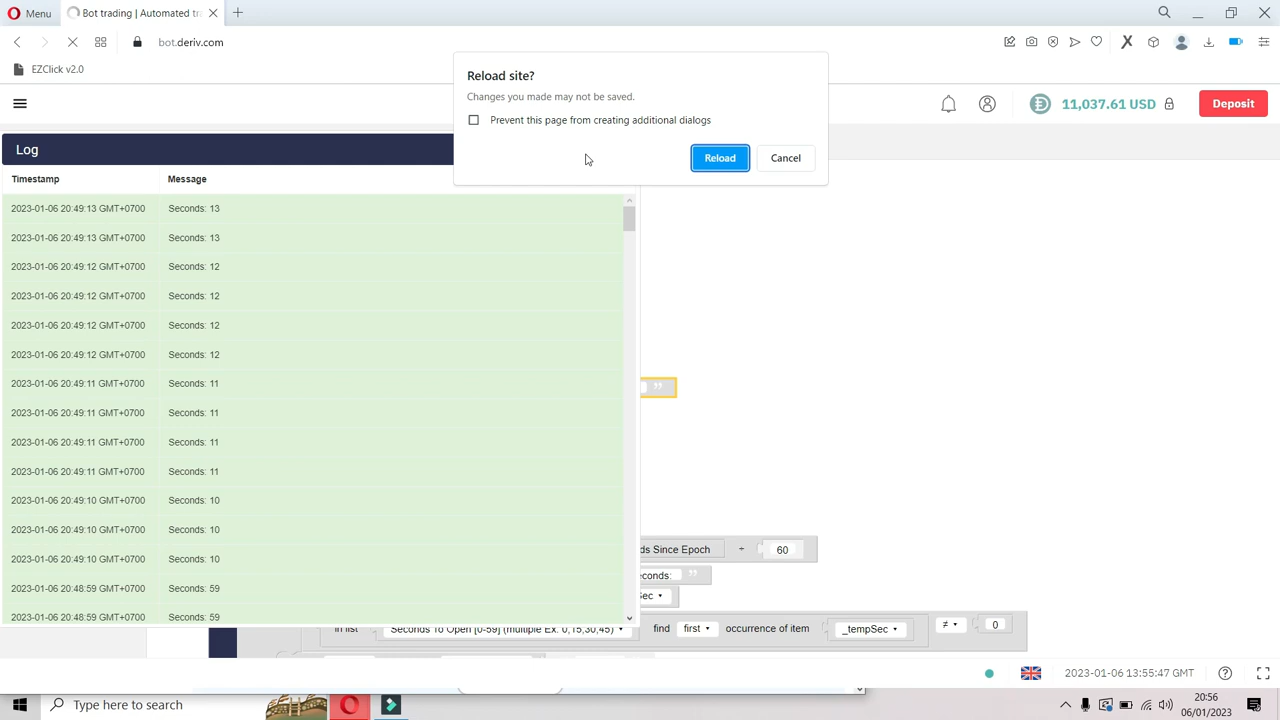 Menu
Bot trading | Automated tr
bot.deriv.com
EZClick v2.0
Reload site?
Changes you made may not be saved.
Prevent this page from creating additional dialogs
Reload Cancel
11,037.61 USD
Deposit
Log
Timestamp Message
2023-01-06 20:49:13 GMT+0700 Seconds: 13
2023-01-06 20:49:13 GMT+0700 Seconds: 13
2023-01-06 20:49:12 GMT+0700 Seconds: 12
2023-01-06 20:49:12 GMT+0700 Seconds: 12
2023-01-06 20:49:12 GMT+0700 Seconds: 12
2023-01-06 20:49:12 GMT+0700 Seconds: 12
2023-01-06 20:49:11 GMT+0700 Seconds: 11
2023-01-06 20:49:11 GMT+0700 Seconds: 11
2023-01-06 20:49:11 GMT+0700 Seconds: 11
2023-01-06 20:49:11 GMT+0700 Seconds: 11
2023-01-06 20:49:10 GMT+0700 Seconds: 10
2023-01-06 20:49:10 GMT+0700 Seconds: 10
2023-01-06 20:49:10 GMT+0700 Seconds: 10
2023-01-06 20:48:59 GMT+0700 Seconds: 59
2023-01-06 20:48:59 GMT+0700 Seconds: 59
”
ds Since Epoch ÷ 60
econds: ”
Sec
in list Seconds To Open [0-59] (multiple Ex: 0,15,30,45) find first occurrence of item _tempSec ≠ 0
2023-01-06 13:55:47 GMT
Type here to search
20:56
06/01/2023